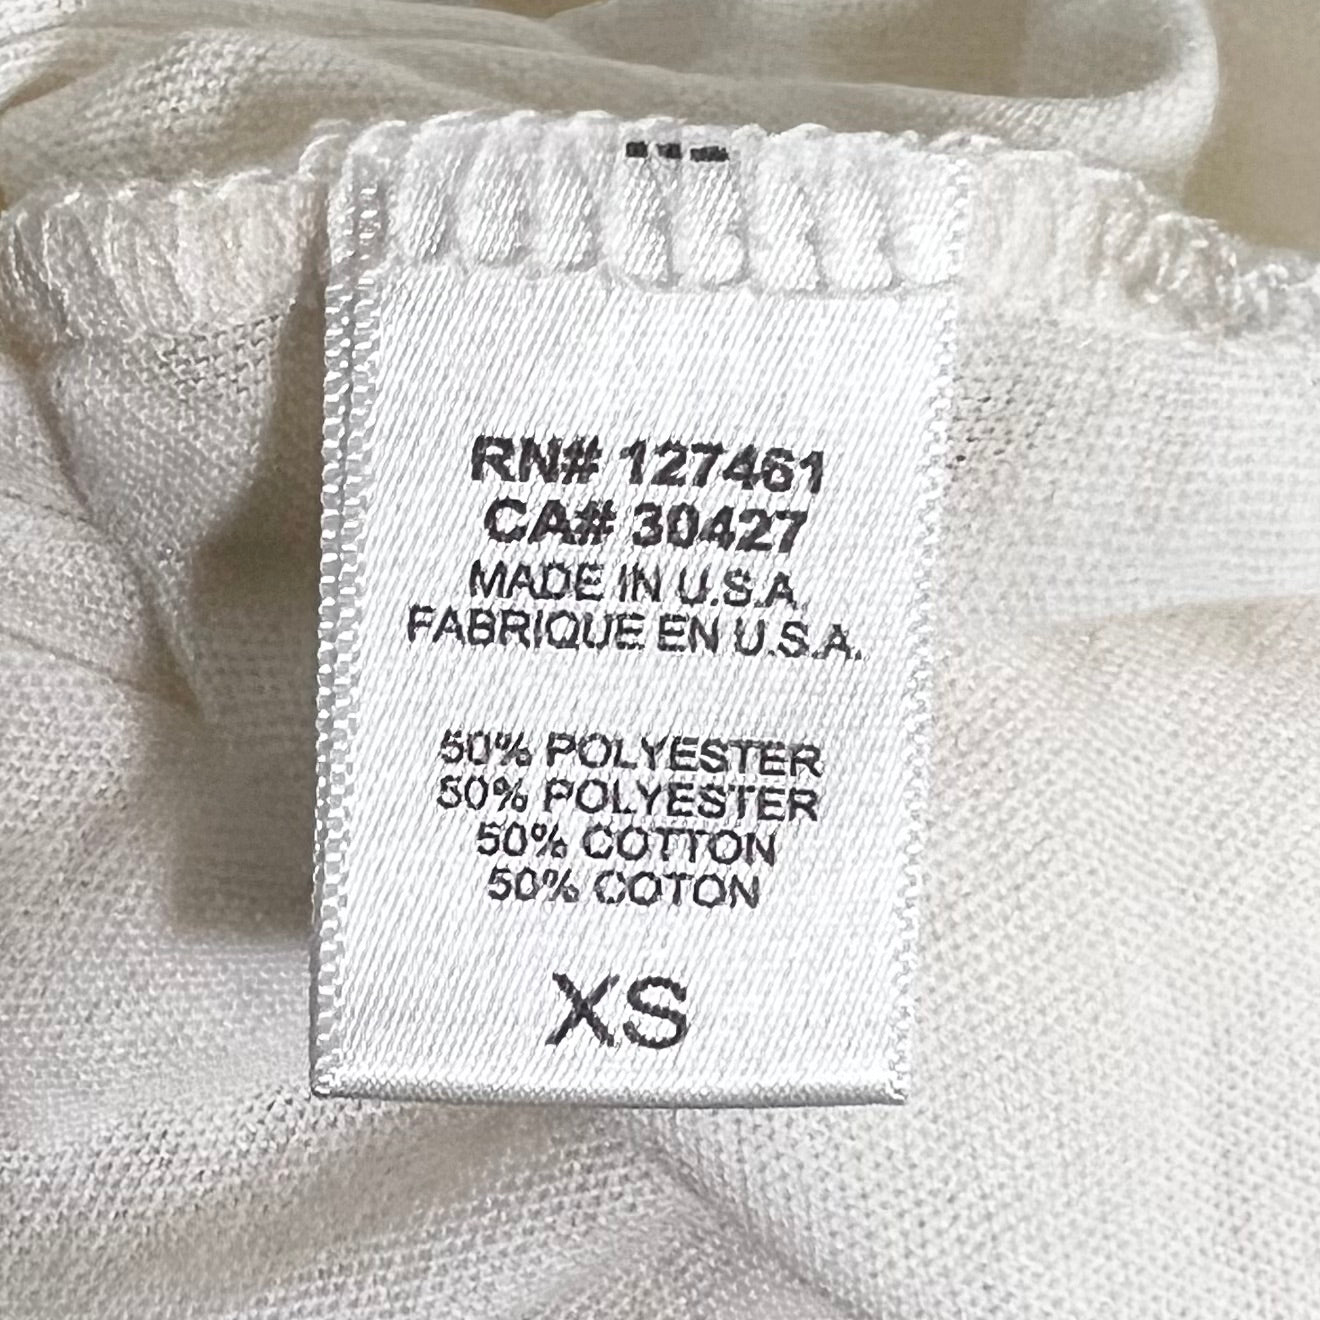 RN# 127461
CA# 30427
MADE IN U.S.A.
FABRIQUE EN U.S.A.
50% POLYESTER
50% POLYESTER
50% COTTON
50% COTON
XS